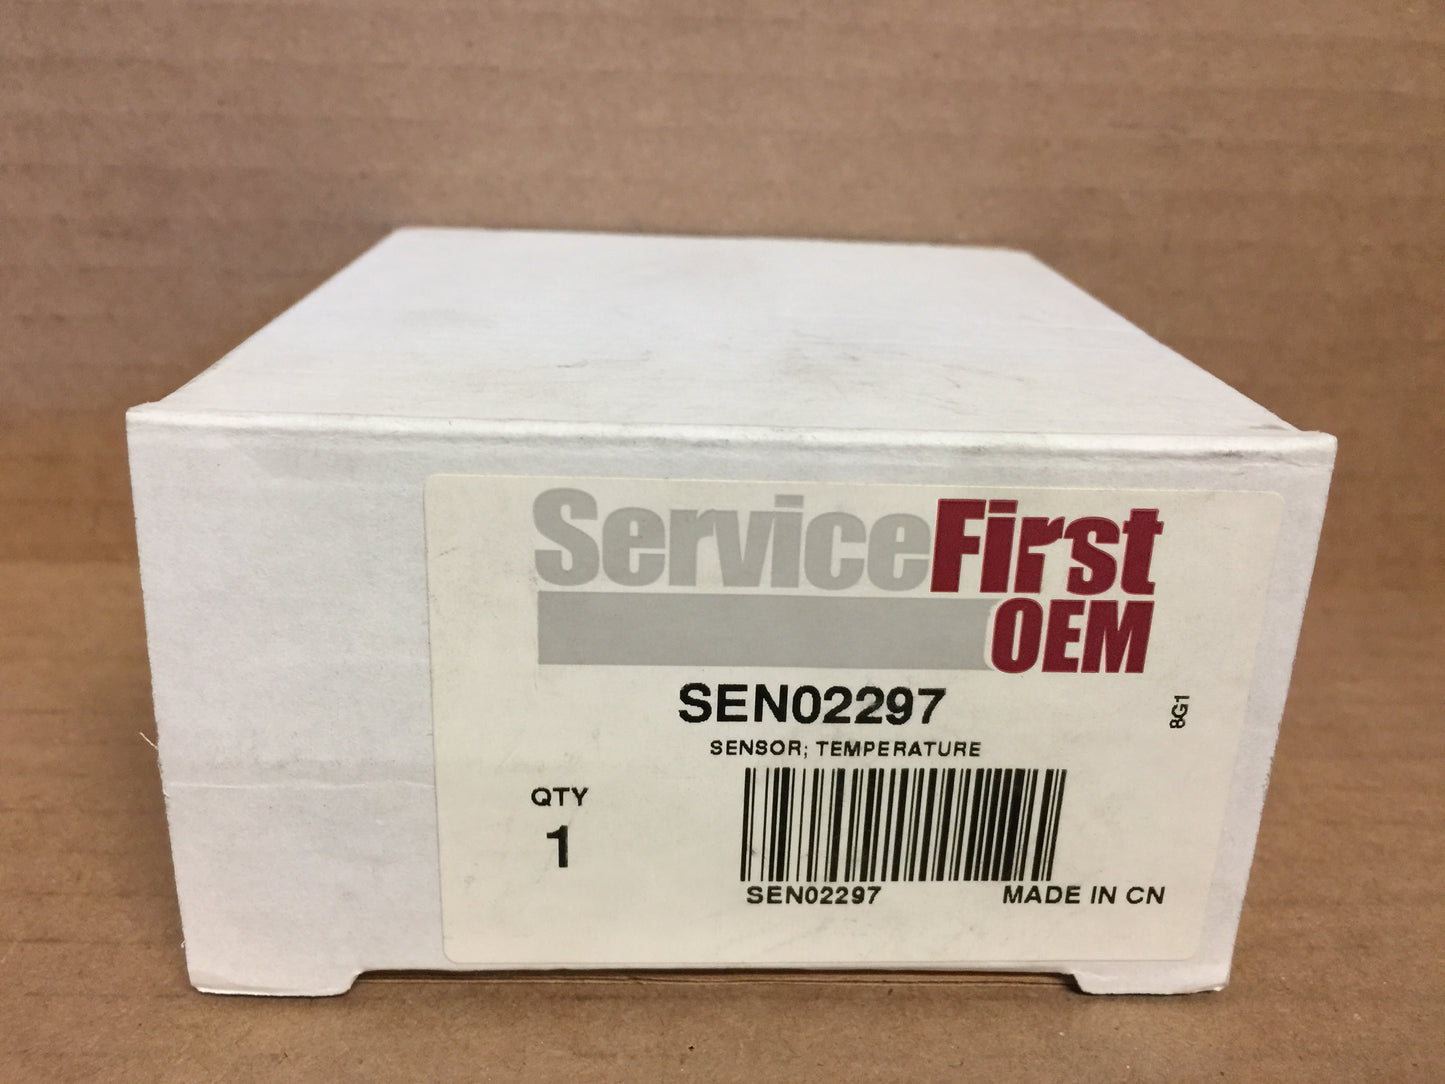 ServiceFirst
OEM
SEN02297
8G1
SENSOR; TEMPERATURE
QTY
1
SEN02297 MADE IN CN